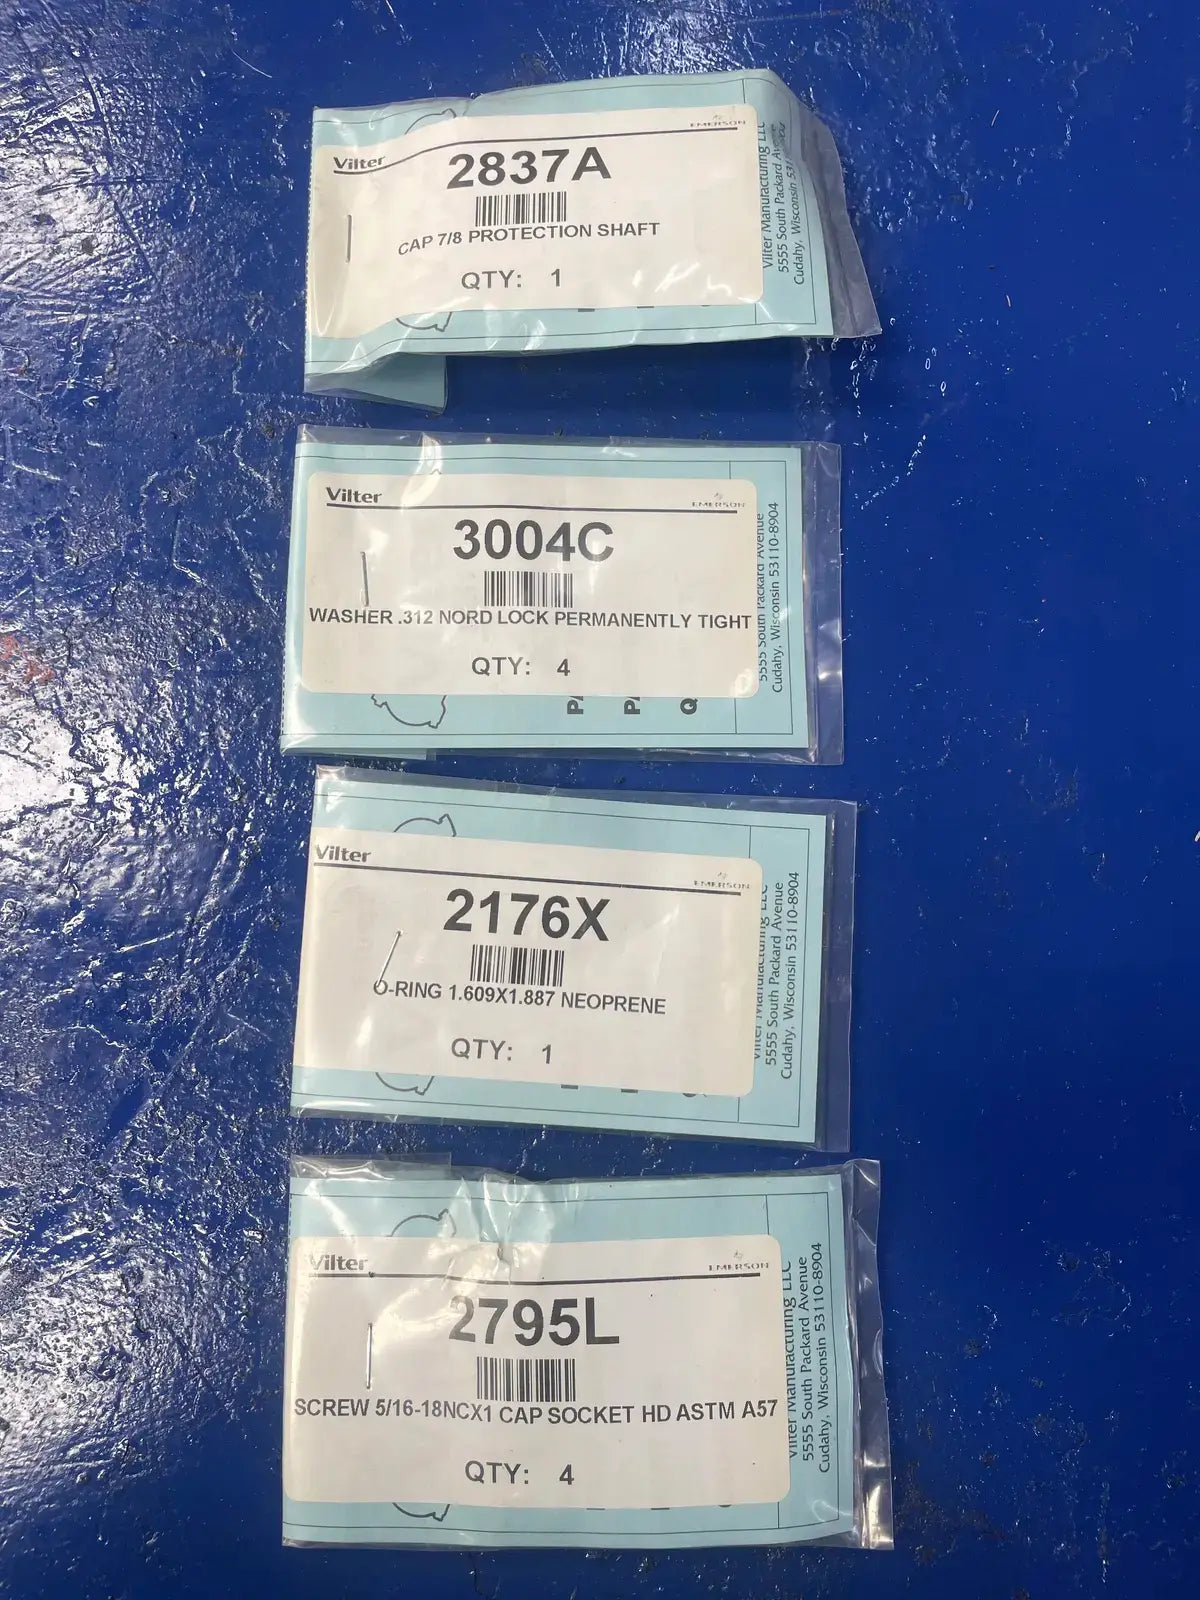 Vilter
EMERSON
2837A
CAP 7/8 PROTECTION SHAFT
QTY: 1
Vilter Manufacturing LLC
5555 South Packard
Cudahy, Wisconsin
Vilter
EMERSON
3004C
WASHER .312 NORD LOCK PERMANENTLY TIGHT
QTY: 4
5555 South Packard Avenue
Cudahy, Wisconsin 53110-8904
Q
Vilter
EMERSON
2176X
O-RING 1.609X1.887 NEOPRENE
QTY: 1
Vilter Manufacturing LLC
5555 South Packard Avenue
Cudahy, Wisconsin 53110-8904
Vilter
EMERSON
2795L
SCREW 5/16-18NCX1 CAP SOCKET HD ASTM A57
QTY: 4
Vilter Manufacturing LLC
5555 South Packard Avenue
Cudahy, Wisconsin 53110-8904